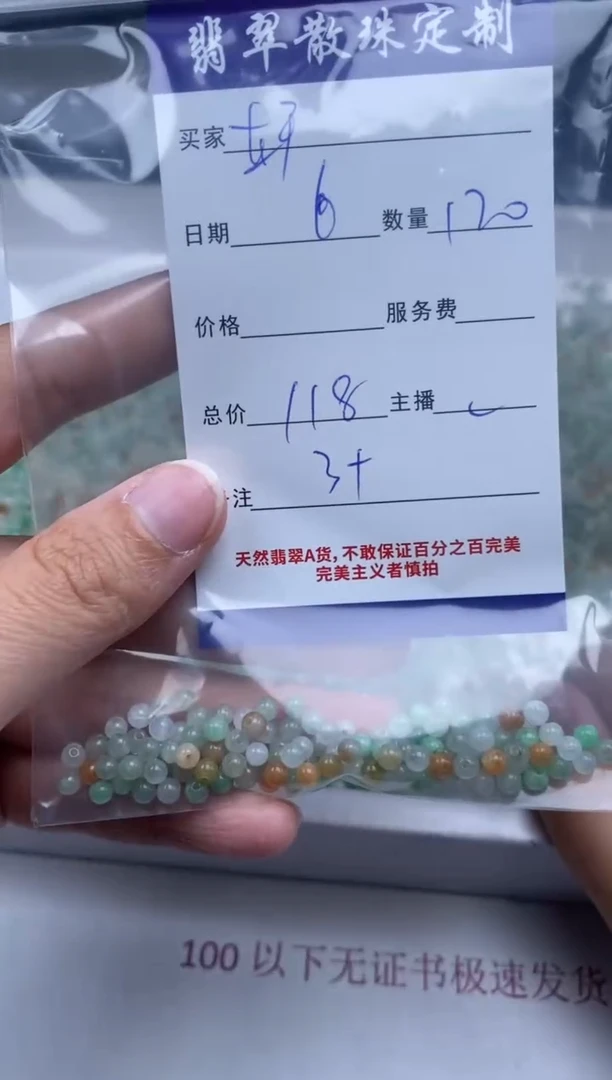 翡翠散珠定制
买家
日期 6 数量 120
价格 服务费
总价 118 主播
注 3+
天然翡翠A货,不敢保证百分之百完美
完美主义者慎拍
100 以下无证书极速发货